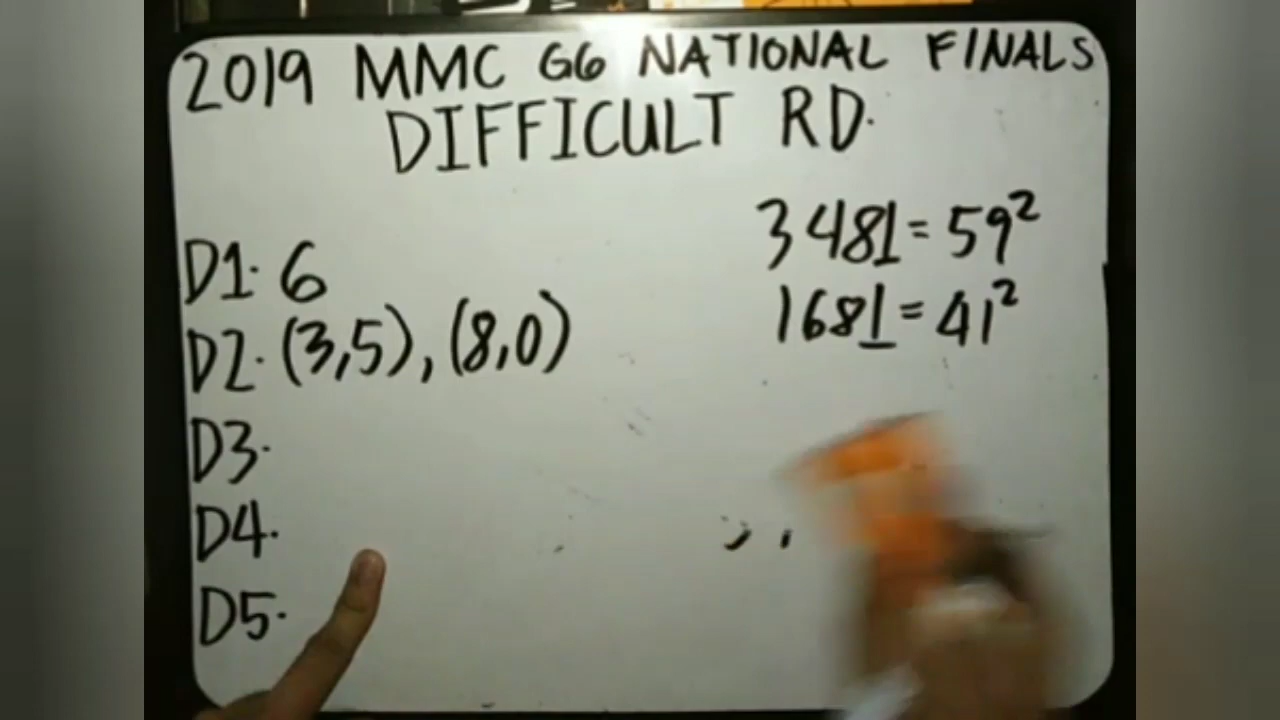 2019 MMC G6 NATIONAL FINALS
DIFFICULT RD.
3481 = 59²
D1. 6
1681 = 41²
D2. (3,5), (8,0)
D3.
D4.
D5.